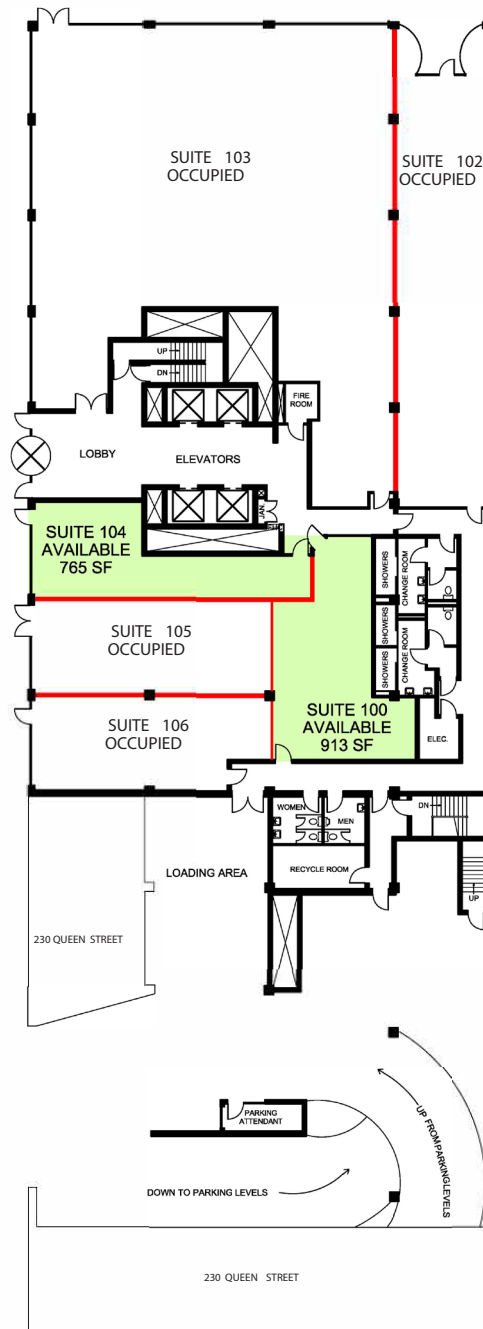 SUITE 103
OCCUPIED
SUITE 102
OCCUPIED
UP
DN
FIRE
ROOM
LOBBY
ELEVATORS
JAN.
SUITE 104
AVAILABLE
765 SF
SHOWERS
CHANGE ROOM
SHOWERS
SUITE 105
OCCUPIED
SHOWERS
CHANGE ROOM
SUITE 100
AVAILABLE
913 SF
SUITE 106
OCCUPIED
ELEC.
WOMEN
MEN
DN
LOADING AREA
RECYCLE ROOM
UP
230 QUEEN STREET
PARKING
ATTENDANT
UP FROM PARKING LEVELS
DOWN TO PARKING LEVELS
230 QUEEN STREET